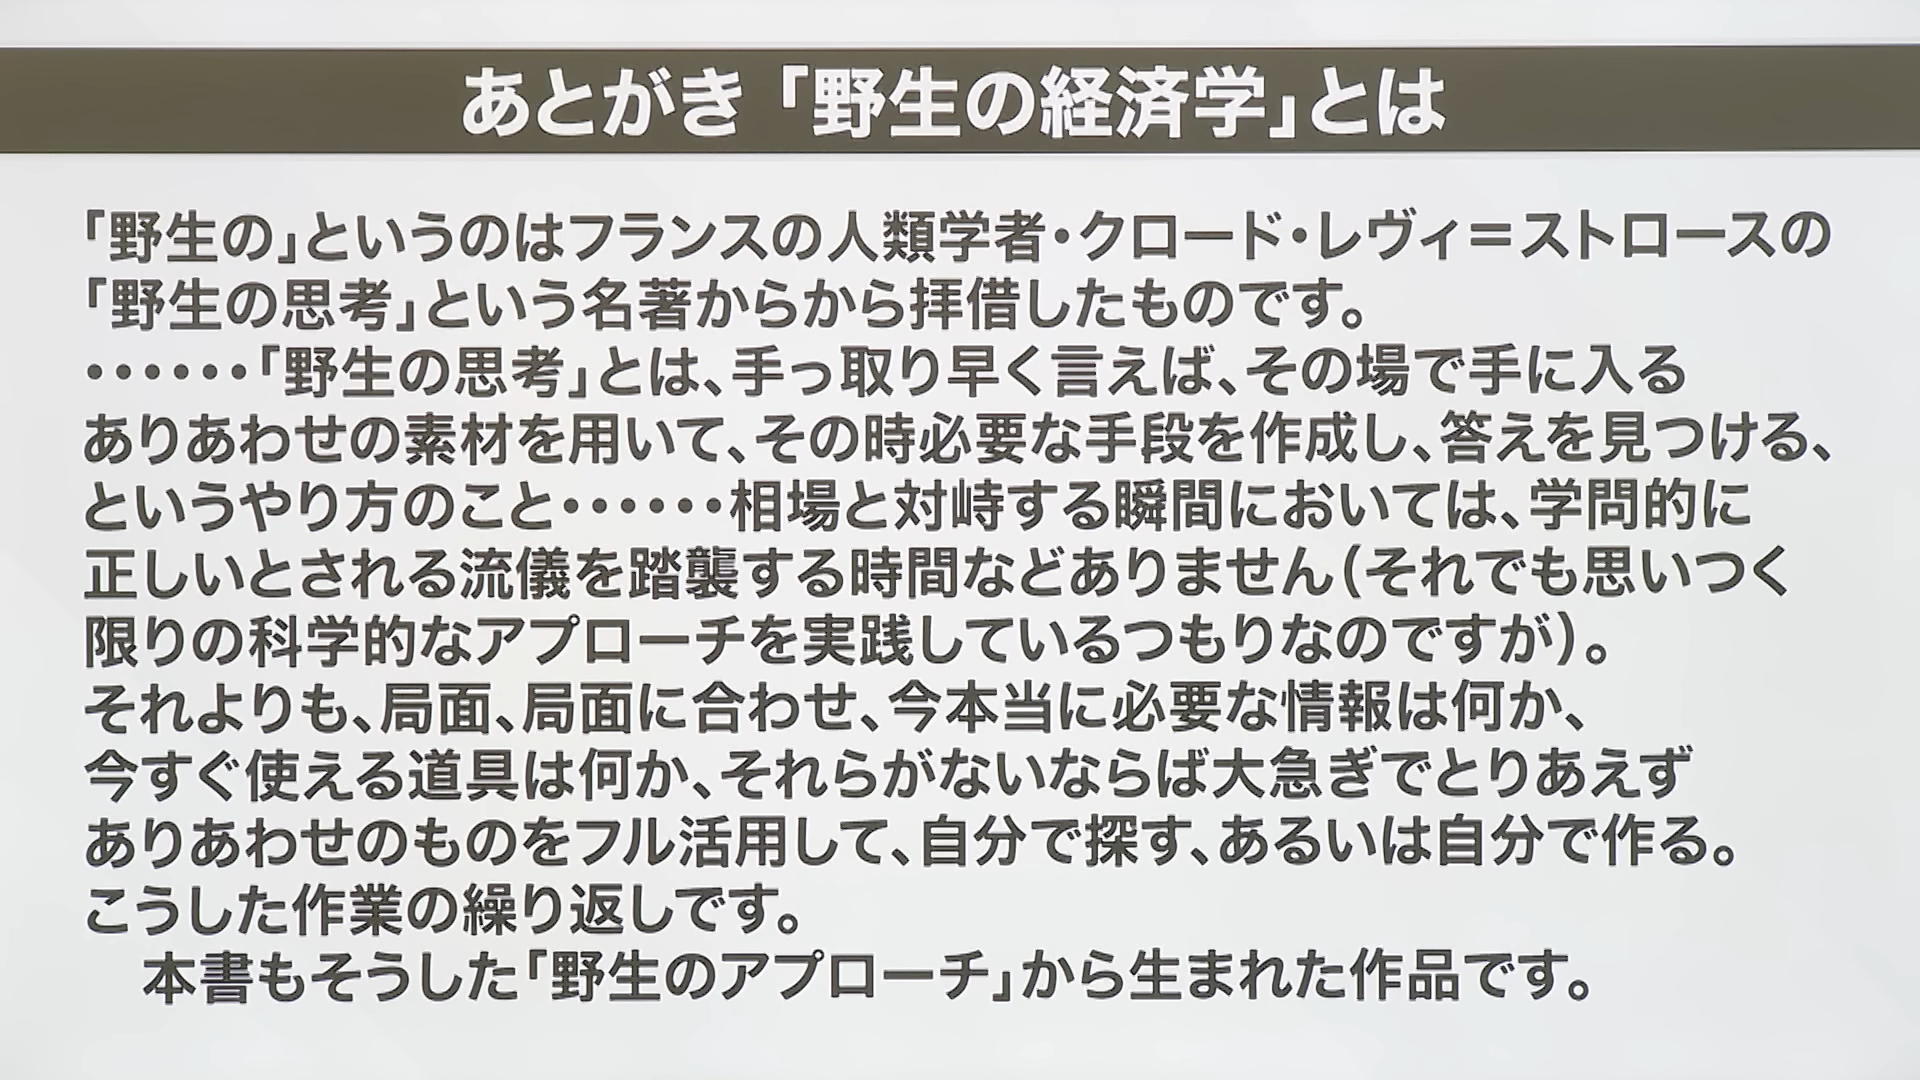 あとがき「野生の経済学」とは
「野生の」というのはフランスの人類学者・クロード・レヴィ=ストロースの
「野生の思考」という名著からから拝借したものです。
・・・・・・「野生の思考」とは、手っ取り早く言えば、その場で手に入る
ありあわせの素材を用いて、その時必要な手段を作成し、答えを見つける、
というやり方のこと・・・・・・相場と対峙する瞬間においては、学問的に
正しいとされる流儀を踏襲する時間などありません(それでも思いつく
限りの科学的なアプローチを実践しているつもりなのですが)。
それよりも、局面、局面に合わせ、今本当に必要な情報は何か、
今すぐ使える道具は何か、それらがないならば大急ぎでとりあえず
ありあわせのものをフル活用して、自分で探す、あるいは自分で作る。
こうした作業の繰り返しです。
　本書もそうした「野生のアプローチ」から生まれた作品です。